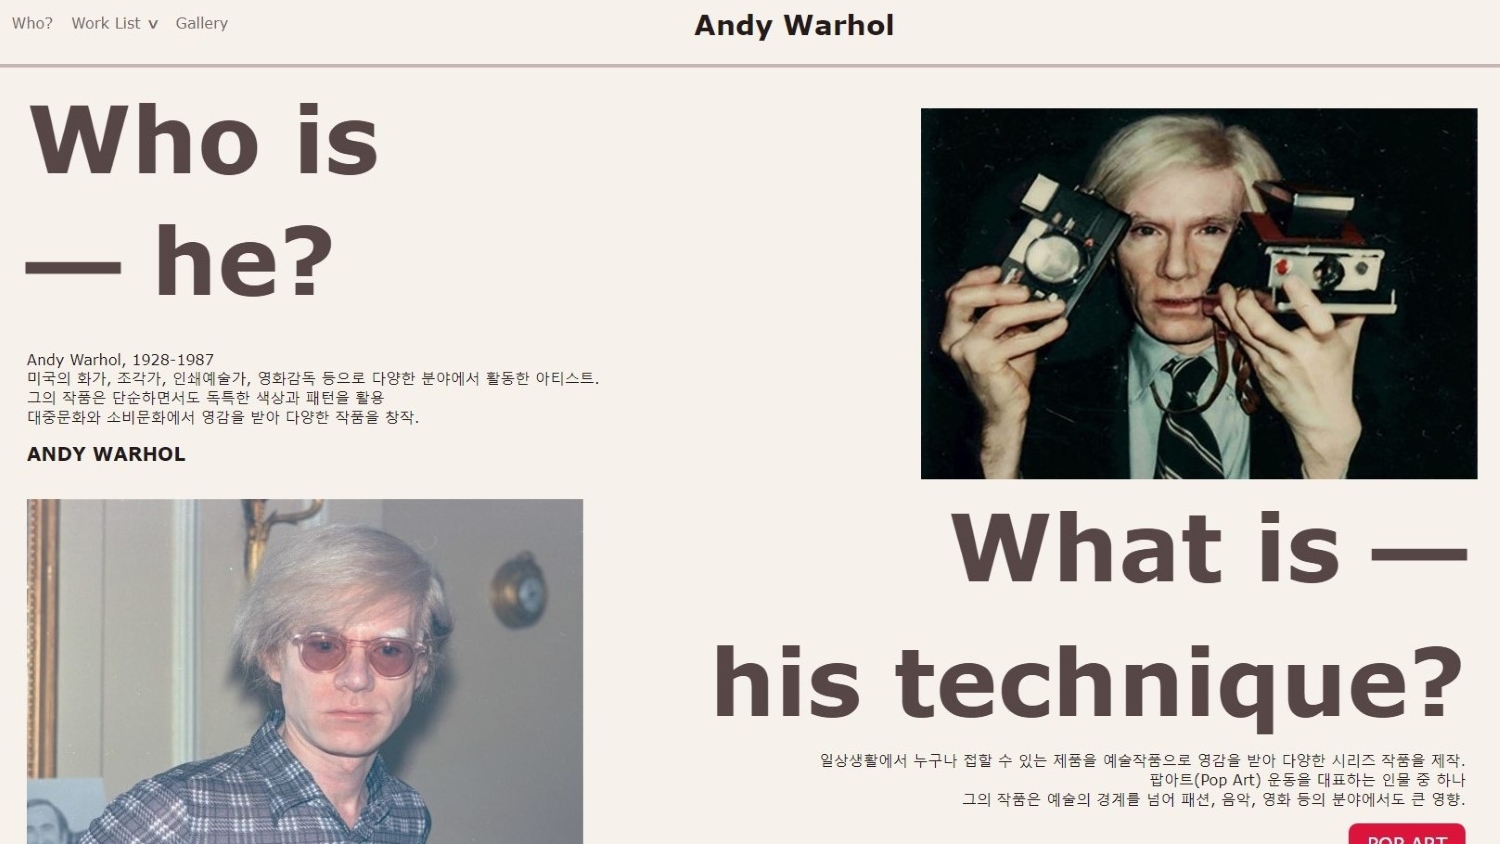 Who?
Work List v
Gallery
Andy Warhol
Who is
— he?
Andy Warhol, 1928-1987
미국의 화가, 조각가, 인쇄예술가, 영화감독 등으로 다양한 분야에서 활동한 아티스트.
그의 작품은 단순하면서도 독특한 색상과 패턴을 활용
대중문화와 소비문화에서 영감을 받아 다양한 작품을 창작.
ANDY WARHOL
What is —
his technique?
일상생활에서 누구나 접할 수 있는 제품을 예술작품으로 영감을 받아 다양한 시리즈 작품을 제작.
팝아트(Pop Art) 운동을 대표하는 인물 중 하나
그의 작품은 예술의 경계를 넘어 패션, 음악, 영화 등의 분야에서도 큰 영향.
POP ART